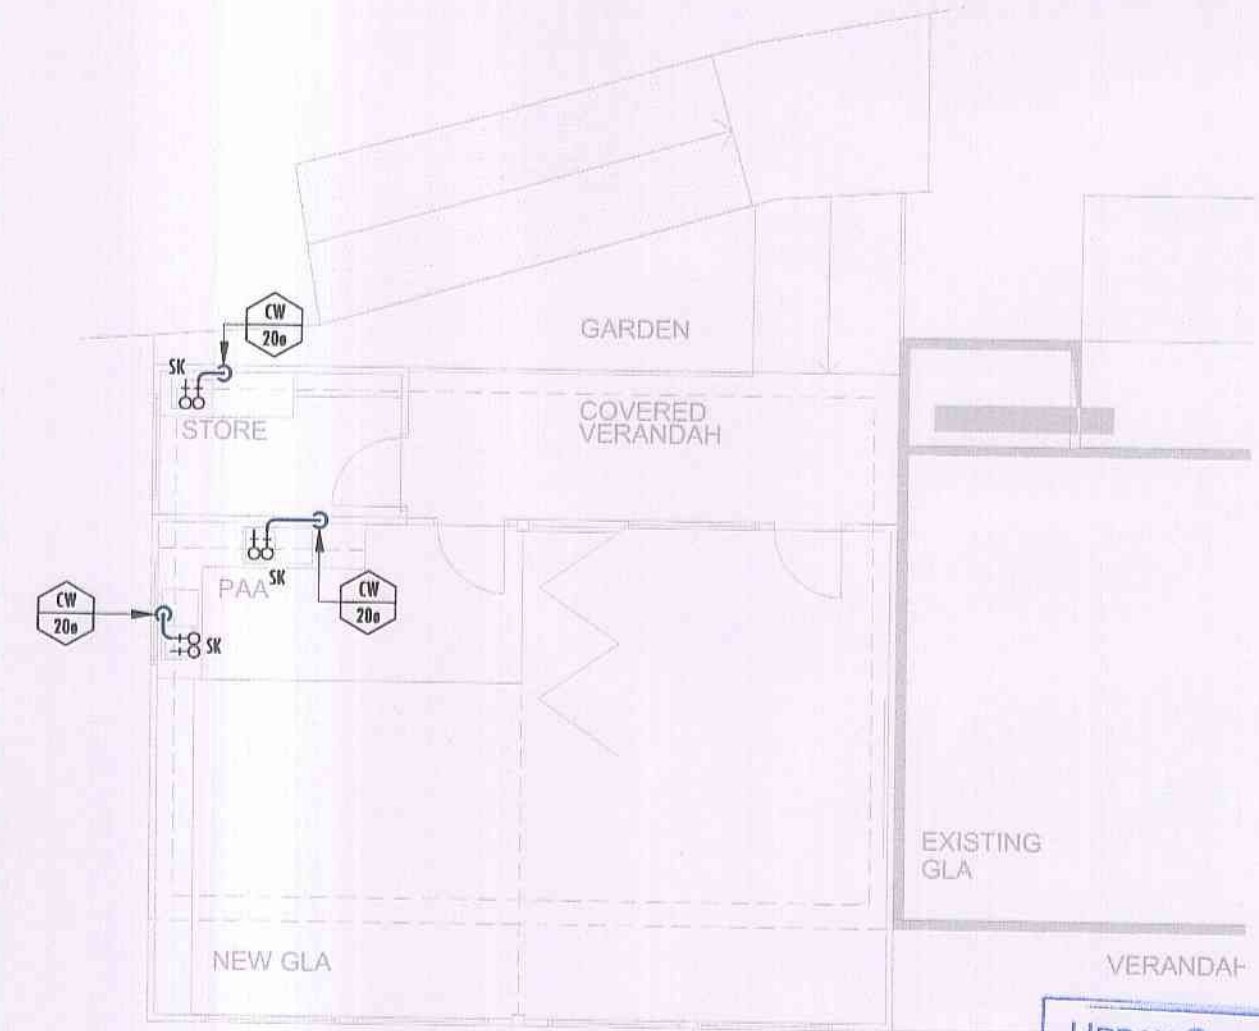 CW
20ø
SK
STORE
GARDEN
COVERED
VERANDAH
PAA
SK
CW
20ø
CW
20ø
SK
EXISTING
GLA
NEW GLA
VERANDAH